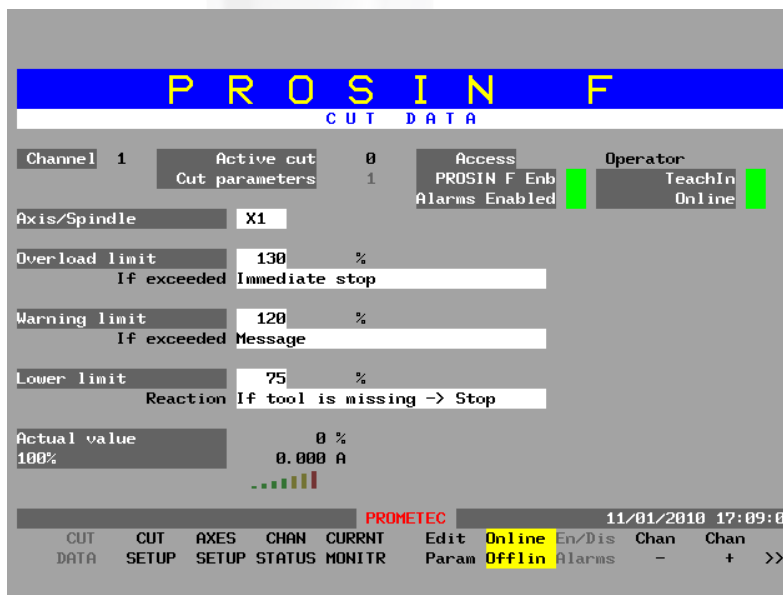 PROSIN F
CUT DATA
Channel 1 Active cut 0 Access Operator
Cut parameters 1 PROSIN F Enb TeachIn
Alarms Enabled Online
Axis/Spindle X1
Overload limit 130 %
If exceeded Immediate stop
Warning limit 120 %
If exceeded Message
Lower limit 75 %
Reaction If tool is missing -> Stop
Actual value 0 %
100% 0.000 A
PROMETEC 11/01/2010 17:09:0
CUT CUT AXES CHAN CURRNT Edit Online En/Dis Chan Chan
DATA SETUP SETUP STATUS MONITR Param Offlin Alarms - + >>